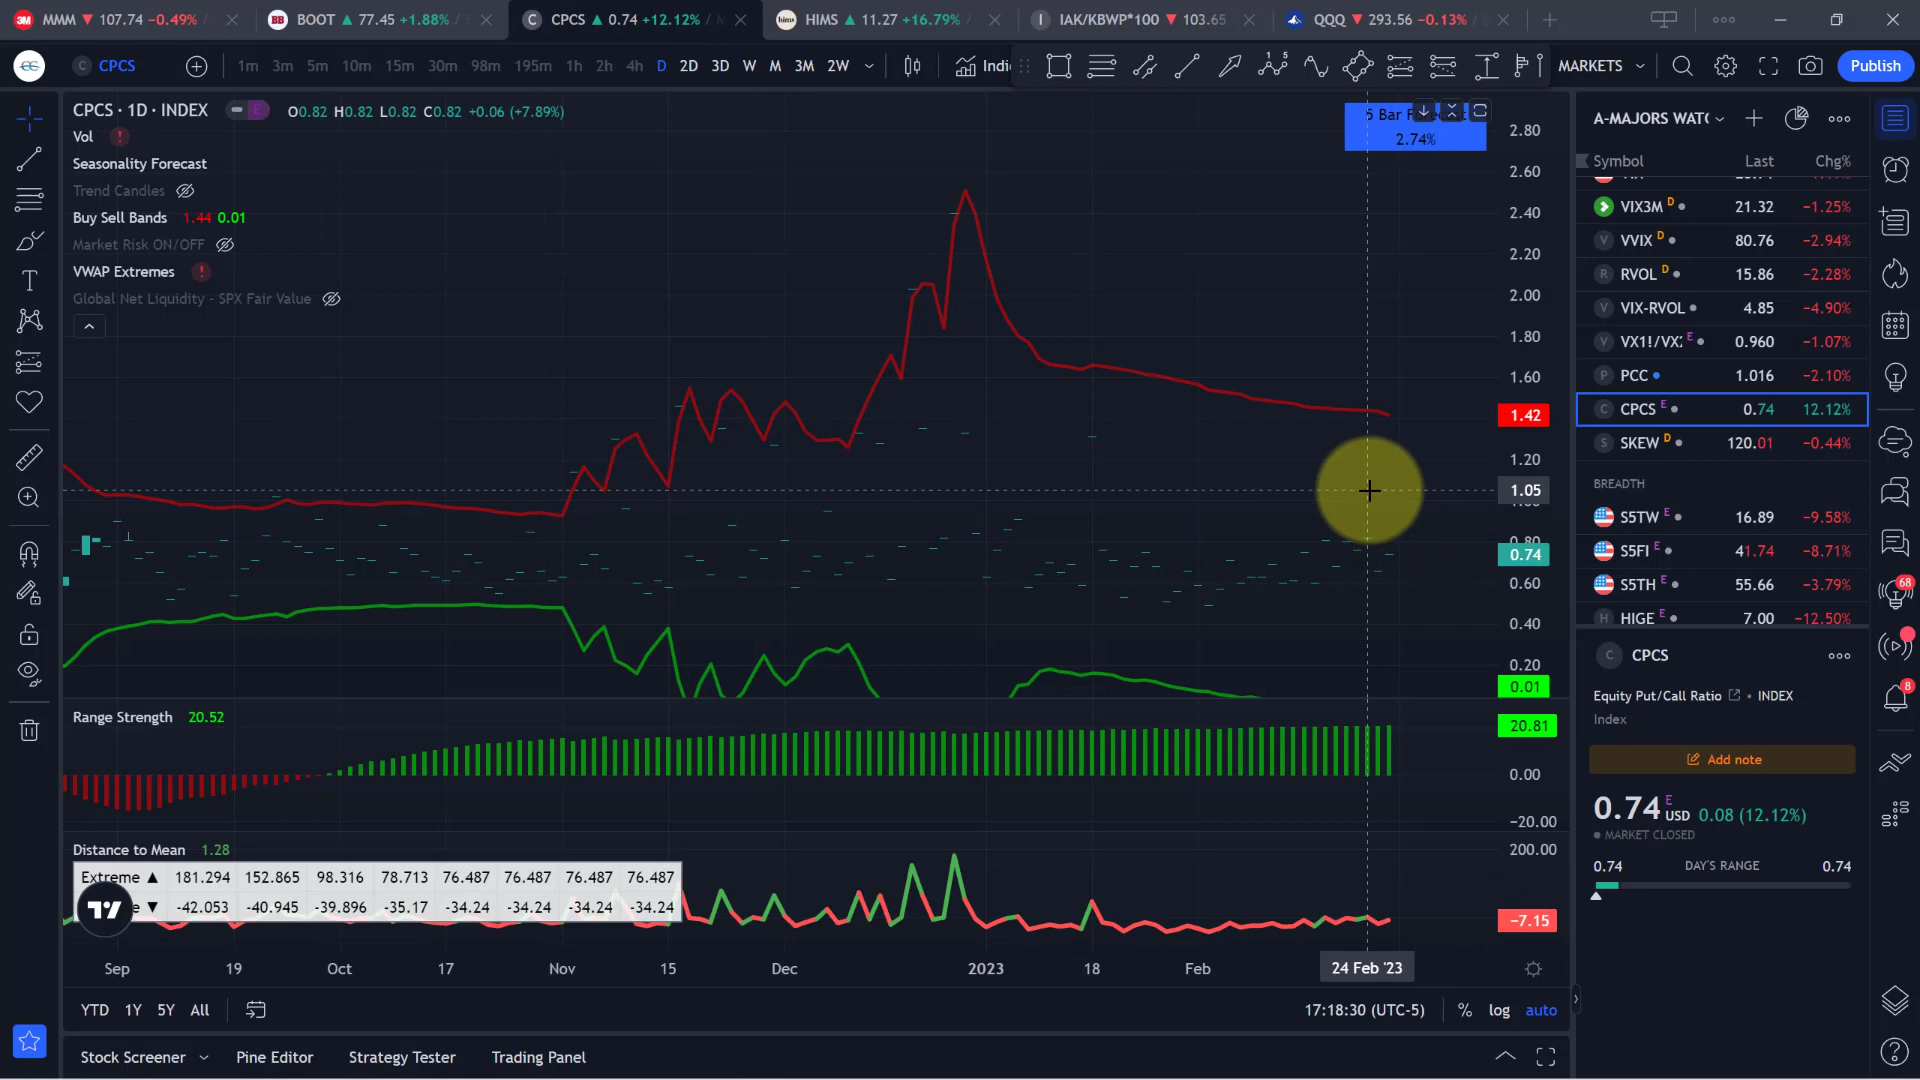 MMM ▼ 107.74 −0.49% /
BOOT ▲ 77.45 +1.88% /
CPCS ▲ 0.74 +12.12% /
HIMS ▲ 11.27 +16.79% /
IAK/KBWP*100 ▼ 103.65
QQQ ▼ 293.56 −0.13% /
CPCS
1m 3m 5m 10m 15m 30m 98m 195m 1h 2h 4h D 2D 3D W M 3M 2W
Indi
MARKETS
Publish
CPCS · 1D · INDEX
E
O0.82 H0.82 L0.82 C0.82 +0.06 (+7.89%)
Vol
Seasonality Forecast
Trend Candles
Buy Sell Bands 1.44 0.01
Market Risk ON/OFF
VWAP Extremes
Global Net Liquidity - SPX Fair Value
2.74%
2.80
2.60
2.40
2.20
2.00
1.80
1.60
1.42
1.20
1.05
0.80
0.74
0.60
0.40
0.20
0.01
Range Strength 20.52
20.81
0.00
−20.00
Distance to Mean 1.28
200.00
Extreme ▲ 181.294 152.865 98.316 78.713 76.487 76.487 76.487 76.487
e ▼ -42.053 -40.945 -39.896 -35.17 -34.24 -34.24 -34.24 -34.24
−7.15
Sep 19 Oct 17 Nov 15 Dec 2023 18 Feb 24 Feb '23
YTD 1Y 5Y All
17:18:30 (UTC-5) % log auto
Stock Screener
Pine Editor
Strategy Tester
Trading Panel
A-MAJORS WATC
Symbol Last Chg%
VIX3M D 21.32 −1.25%
VVIX D 80.76 −2.94%
RVOL D 15.86 −2.28%
VIX-RVOL 4.85 −4.90%
VX1!/VX2 E 0.960 −1.07%
PCC 1.016 −2.10%
CPCS E 0.74 12.12%
SKEW D 120.01 −0.44%
BREADTH
S5TW E 16.89 −9.58%
S5FI E 41.74 −8.71%
S5TH E 55.66 −3.79%
HIGE E 7.00 −12.50%
CPCS
Equity Put/Call Ratio • INDEX
Index
Add note
0.74 E USD 0.08 (12.12%)
MARKET CLOSED
0.74 DAY'S RANGE 0.74
68
8